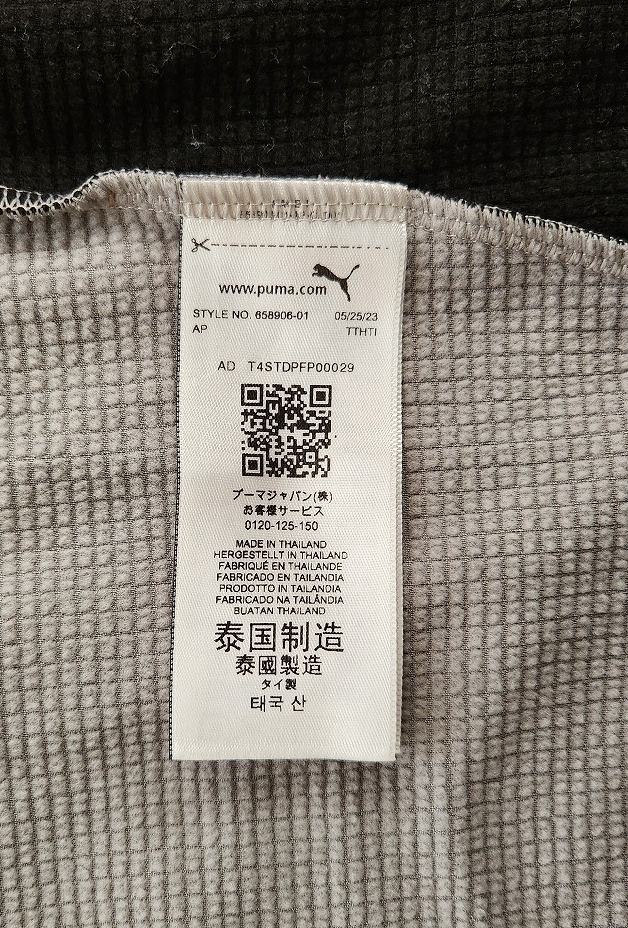 www.puma.com
STYLE NO. 658906-01 05/25/23
AP TTHTI
AD T4STDPFP00029
プーマジャパン(株)
お客様サービス
0120-125-150
MADE IN THAILAND
HERGESTELLT IN THAILAND
FABRIQUÉ EN THAILANDE
FABRICADO EN TAILANDIA
PRODOTTO IN TAILANDIA
FABRICADO NA TAILÂNDIA
BUATAN THAILAND
泰国制造
泰國製造
タイ製
태국 산